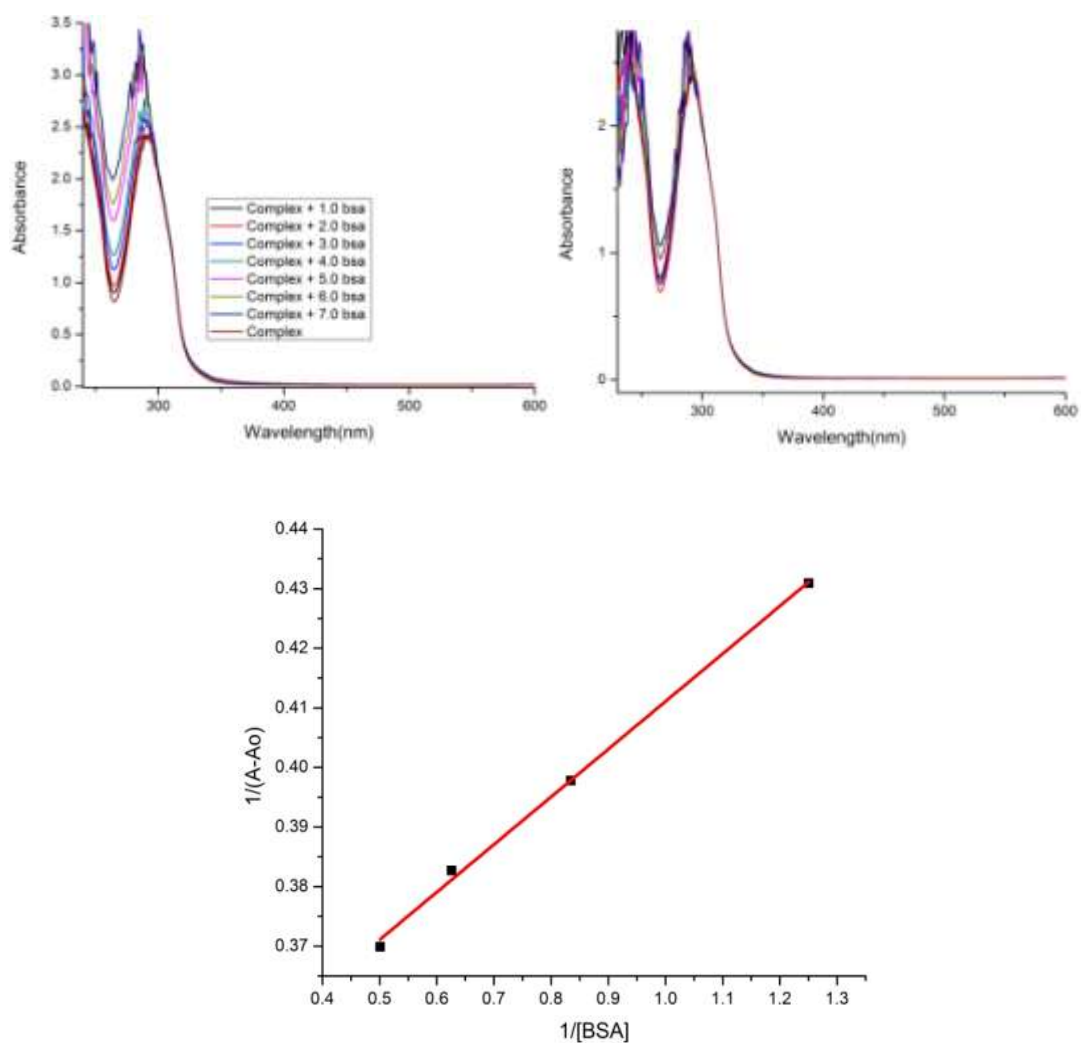 3.5
3.0
2.5
2.0
1.5
1.0
0.5
0.0
Absorbance
300
400
500
600
Wavelength(nm)
Complex + 1.0 bsa
Complex + 2.0 bsa
Complex + 3.0 bsa
Complex + 4.0 bsa
Complex + 5.0 bsa
Complex + 6.0 bsa
Complex + 7.0 bsa
Complex
2
1
0
Absorbance
300
400
500
600
Wavelength(nm)
0.44
0.43
0.42
0.41
0.40
0.39
0.38
0.37
1/(A-Ao)
0.4 0.5 0.6 0.7 0.8 0.9 1.0 1.1 1.2 1.3
1/[BSA]